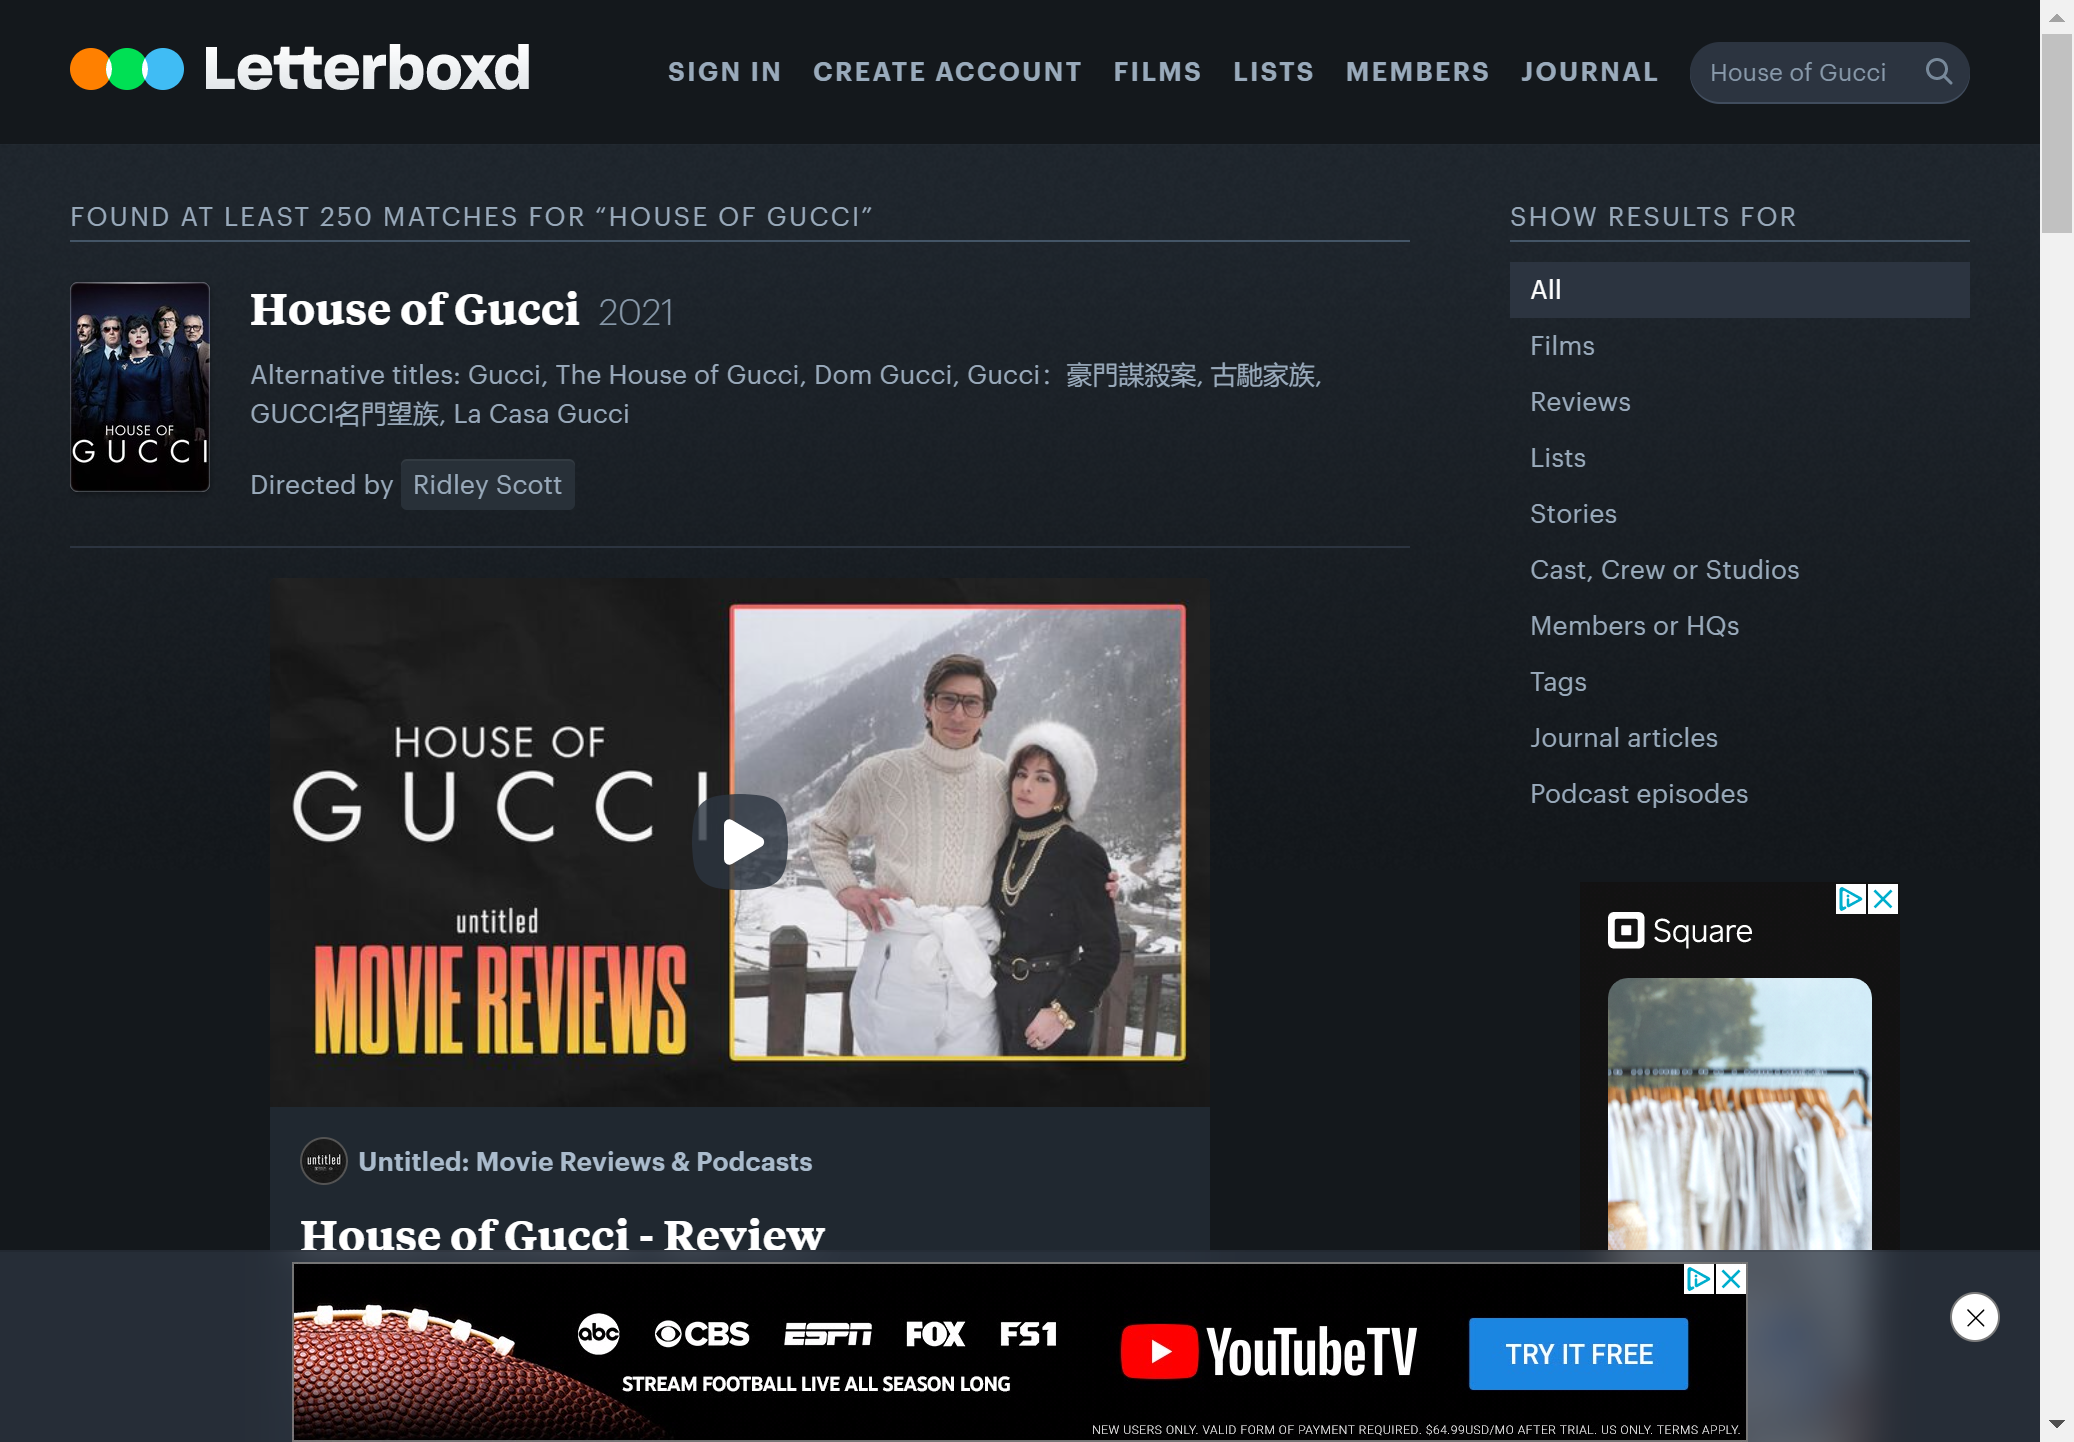 Letterboxd
SIGN IN CREATE ACCOUNT FILMS LISTS MEMBERS JOURNAL House of Gucci
FOUND AT LEAST 250 MATCHES FOR “HOUSE OF GUCCI”
HOUSE OF
GUCCI
House of Gucci 2021
Alternative titles: Gucci, The House of Gucci, Dom Gucci, Gucci：豪門謀殺案, 古馳家族,
GUCCI名門望族, La Casa Gucci
Directed by Ridley Scott
HOUSE OF
GUCCI
untitled
MOVIE REVIEWS
untitled
Untitled: Movie Reviews & Podcasts
House of Gucci - Review
SHOW RESULTS FOR
All
Films
Reviews
Lists
Stories
Cast, Crew or Studios
Members or HQs
Tags
Journal articles
Podcast episodes
Square
abc CBS ESPN FOX FS1
STREAM FOOTBALL LIVE ALL SEASON LONG
YouTubeTV
TRY IT FREE
NEW USERS ONLY. VALID FORM OF PAYMENT REQUIRED. $64.99USD/MO AFTER TRIAL. US ONLY. TERMS APPLY.